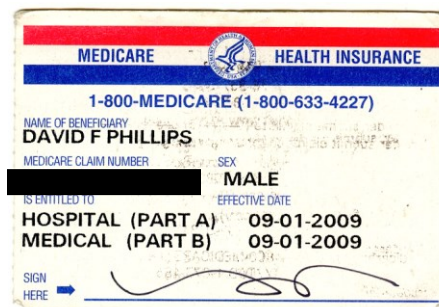 MEDICARE HEALTH INSURANCE
1-800-MEDICARE (1-800-633-4227)
NAME OF BENEFICIARY
DAVID F PHILLIPS
MEDICARE CLAIM NUMBER SEX
MALE
IS ENTITLED TO EFFECTIVE DATE
HOSPITAL (PART A) 09-01-2009
MEDICAL (PART B) 09-01-2009
SIGN
HERE